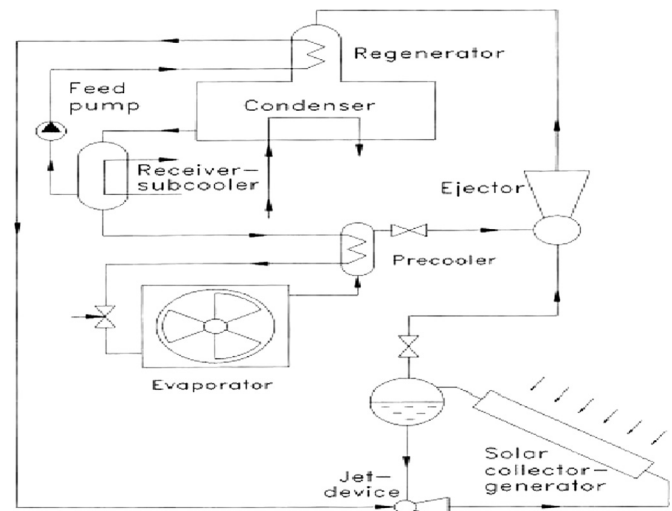 Regenerator
Feed
pump
Condenser
Receiver-
subcooler
Ejector
Precooler
Evaporator
Solar
collector-
generator
Jet-
device